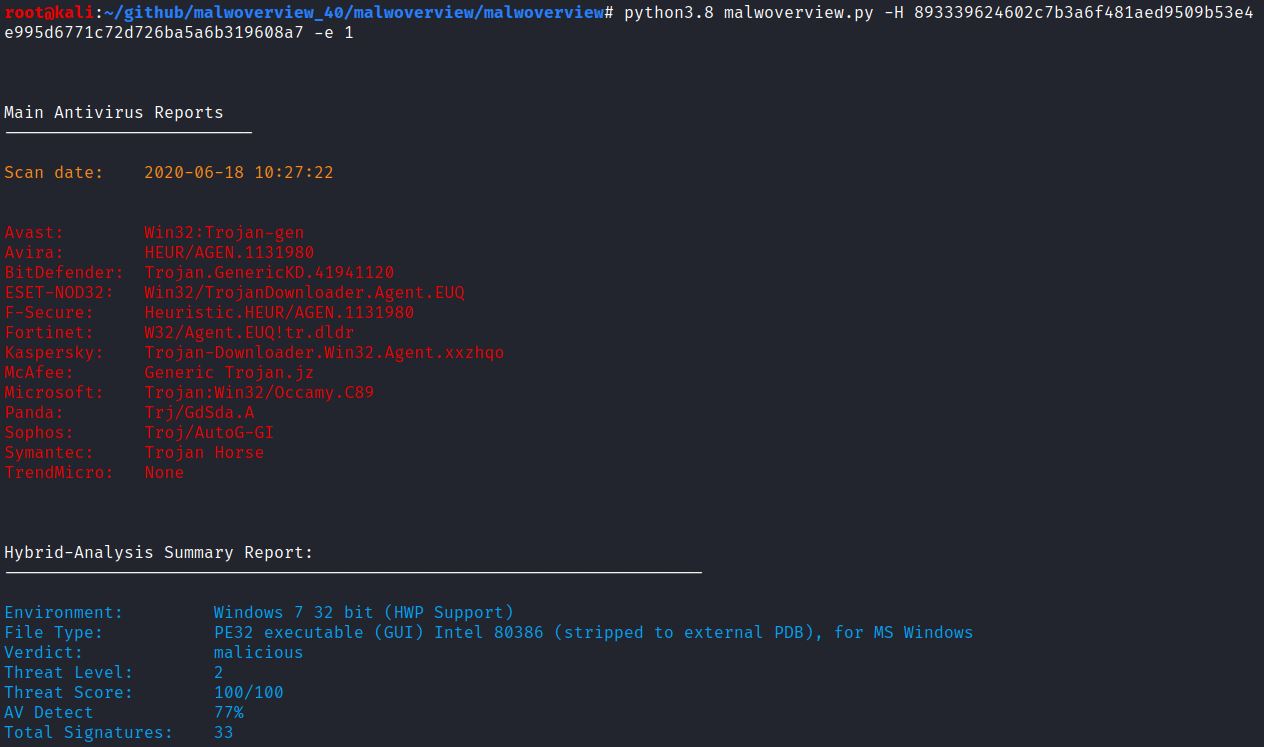 root@kali:~/github/malwoverview_40/malwoverview/malwoverview# python3.8 malwoverview.py -H 893339624602c7b3a6f481aed9509b53e4
e995d6771c72d726ba5a6b319608a7 -e 1
Main Antivirus Reports
Scan date: 2020-06-18 10:27:22
Avast: Win32:Trojan-gen
Avira: HEUR/AGEN.1131980
BitDefender: Trojan.GenericKD.41941120
ESET-NOD32: Win32/TrojanDownloader.Agent.EUQ
F-Secure: Heuristic.HEUR/AGEN.1131980
Fortinet: W32/Agent.EUQ!tr.dldr
Kaspersky: Trojan-Downloader.Win32.Agent.xxzhqo
McAfee: Generic Trojan.jz
Microsoft: Trojan:Win32/Occamy.C89
Panda: Trj/GdSda.A
Sophos: Troj/AutoG-GI
Symantec: Trojan Horse
TrendMicro: None
Hybrid-Analysis Summary Report:
Environment: Windows 7 32 bit (HWP Support)
File Type: PE32 executable (GUI) Intel 80386 (stripped to external PDB), for MS Windows
Verdict: malicious
Threat Level: 2
Threat Score: 100/100
AV Detect 77%
Total Signatures: 33